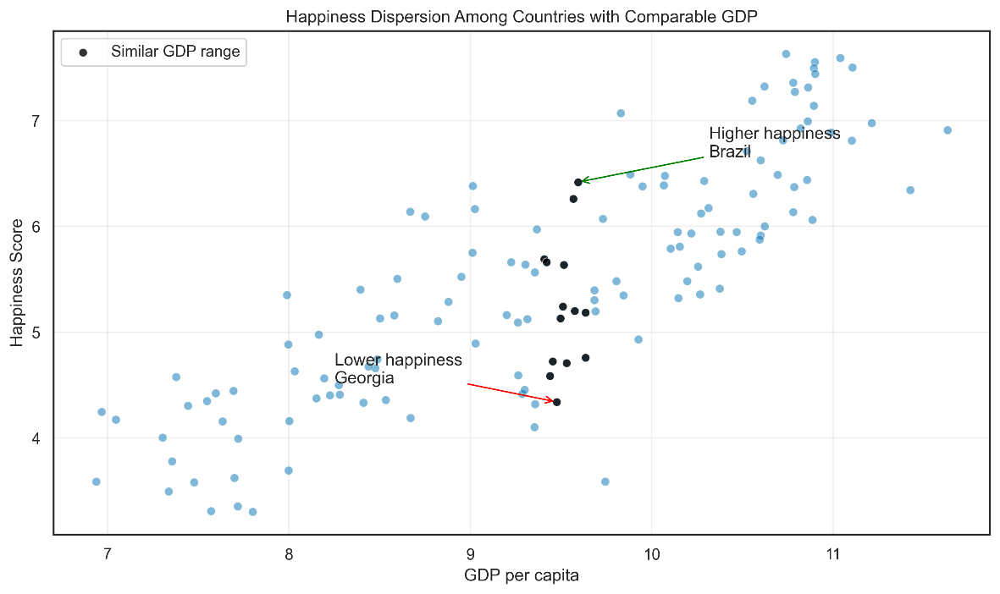 Happiness Dispersion Among Countries with Comparable GDP
Similar GDP range
Higher happiness
Brazil
Lower happiness
Georgia
Happiness Score
7
6
5
4
7
8
9
10
11
GDP per capita